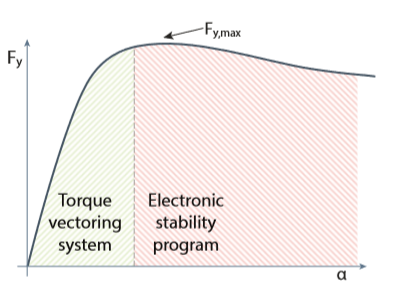 Fy,max
Fy
Torque
vectoring
system
Electronic
stability
program
α